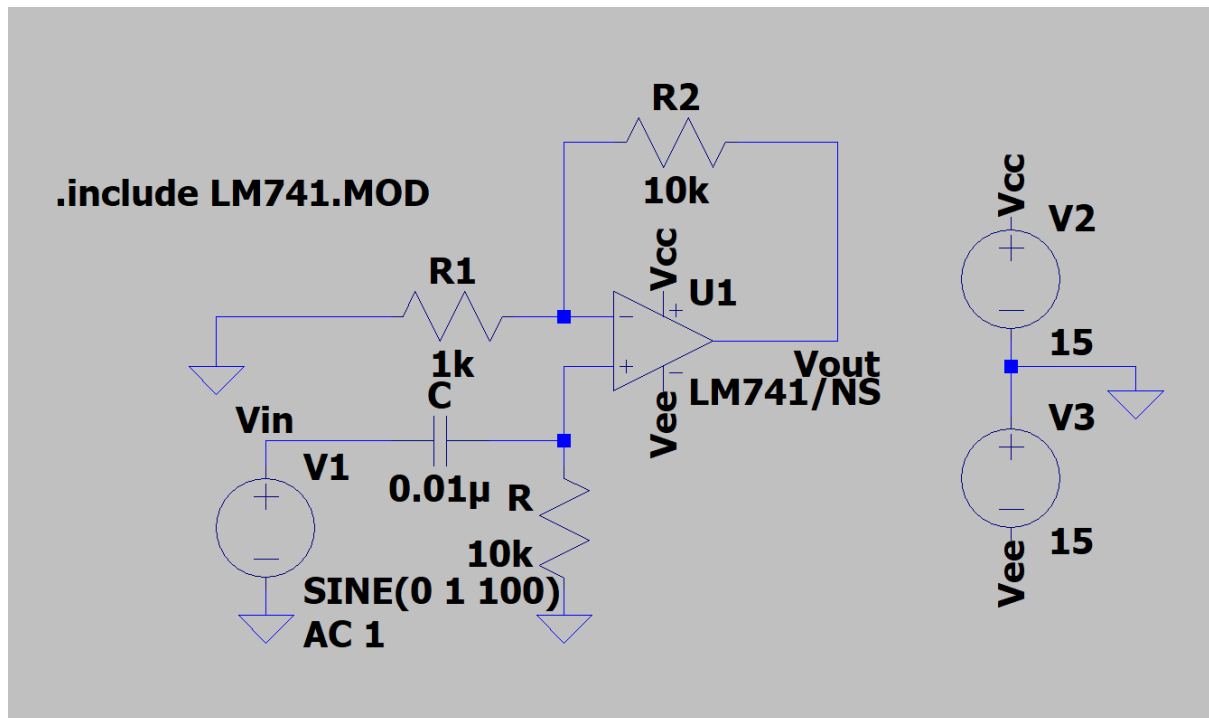 R2
10k
.include LM741.MOD
Vcc
V2
15
R1
1k
Vcc
U1
Vout
LM741/NS
Vee
C
0.01µ
Vin
V1
SINE(0 1 100)
AC 1
R
10k
V3
15
Vee